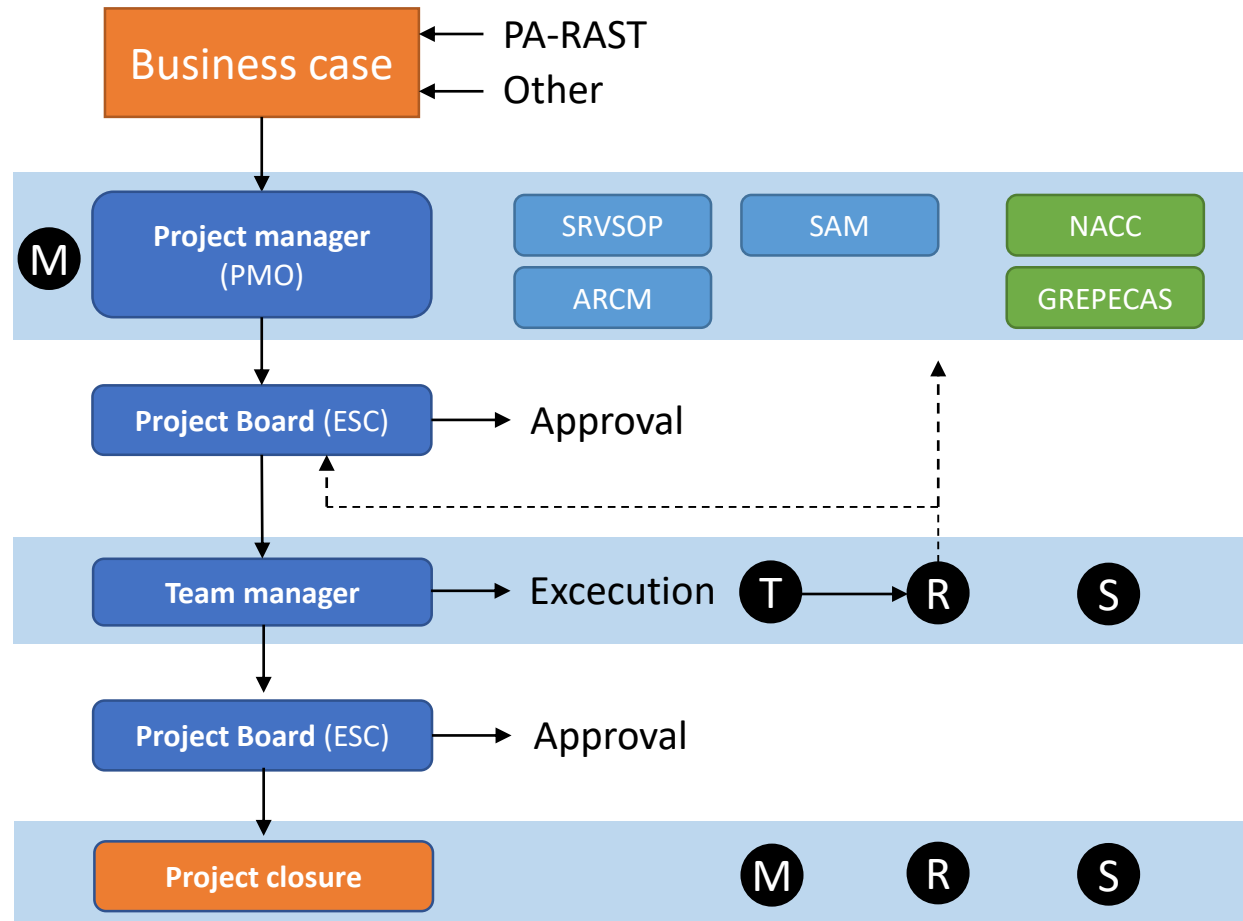 Business case
PA-RAST
Other
M
Project manager
(PMO)
SRVSOP
SAM
NACC
ARCM
GREPECAS
Project Board (ESC)
Approval
Team manager
Excecution
T
R
S
Project Board (ESC)
Approval
Project closure
M
R
S